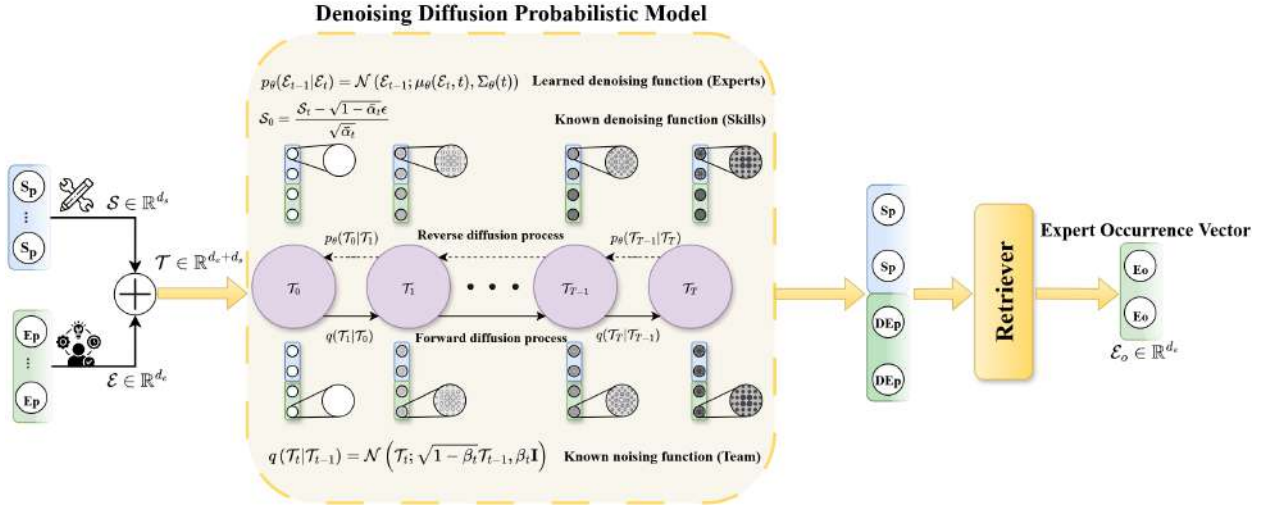 Denoising Diffusion Probabilistic Model
p_θ(ℰ_{t−1}|ℰ_t) = 𝒩 (ℰ_{t−1}; μ_θ(ℰ_t, t), Σ_θ(t)) Learned denoising function (Experts)
𝒮_0 = (𝒮_t − √(1 − ᾱ_t)ϵ) / √ᾱ_t Known denoising function (Skills)
Sp
⋮
Sp
𝒮 ∈ ℝ^{d_s}
𝒯 ∈ ℝ^{d_e+d_s}
Ep
⋮
Ep
ℰ ∈ ℝ^{d_e}
p_θ(𝒯_0|𝒯_1) Reverse diffusion process p_θ(𝒯_{T−1}|𝒯_T)
𝒯_0 𝒯_1 • • • 𝒯_{T−1} 𝒯_T
q(𝒯_1|𝒯_0) Forward diffusion process q(𝒯_T|𝒯_{T−1})
q (𝒯_t|𝒯_{t−1}) = 𝒩 (𝒯_t; √(1 − β_t)𝒯_{t−1}, β_t𝐈) Known noising function (Team)
Sp
Sp
DEp
DEp
Retriever
Expert Occurrence Vector
Eo
Eo
ℰ_o ∈ ℝ^{d_e}